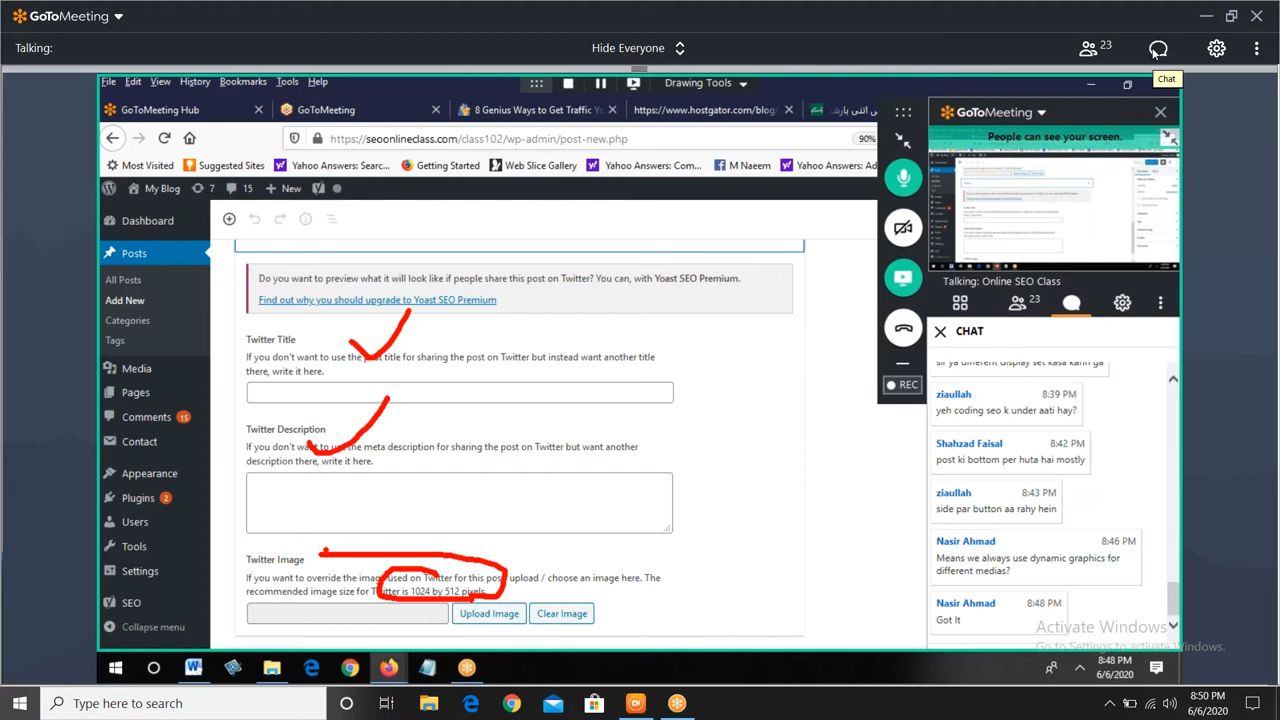 GoToMeeting
Talking:
Hide Everyone
23
Chat
File Edit View History Bookmarks Tools Help
Drawing Tools
GoToMeeting Hub
GoToMeeting
8 Genius Ways to Get Traffic
https://www.hostgator.com/blog/
https://seoonlineclass.com/class102/wp-admin/post-new.php
90%
Most Visited
Suggested Sites
Yahoo Answers: Searc...
Getting Started
Web Slice Gallery
Yahoo Answers:
M Naeem
Yahoo Answers: Ad
My Blog
7
15
New
Dashboard
Posts
All Posts
Add New
Categories
Tags
Media
Pages
Comments 15
Contact
Appearance
Plugins 2
Users
Tools
Settings
SEO
Collapse menu
preview what it will look like if people share this post on Twitter? You can, with Yoast SEO Premium.
Find out why you should upgrade to Yoast SEO Premium
Twitter Title
If you don't want to use the post title for sharing the post on Twitter but instead want another title
there, write it here.
Twitter Description
If you don't want to use the meta description for sharing the post on Twitter but want another
description there, write it here.
Twitter Image
If you want to override the image used on Twitter for this post, upload / choose an image here. The
recommended image size for Twitter is 1024 by 512 pixels.
Upload Image
Clear Image
REC
GoToMeeting
People can see your screen.
Talking: Online SEO Class
23
CHAT
sir ya different display set kasa karin ga
ziaullah 8:39 PM
yeh coding seo k under aati hay?
Shahzad Faisal 8:42 PM
post ki bottom per huta hai mostly
ziaullah 8:43 PM
side par button aa rahy hein
Nasir Ahmad 8:46 PM
Means we always use dynamic graphics for
different medias?
Nasir Ahmad 8:48 PM
Got It
Activate Windows
Go to Settings to activate Windows.
8:48 PM
6/6/2020
Type here to search
8:50 PM
6/6/2020